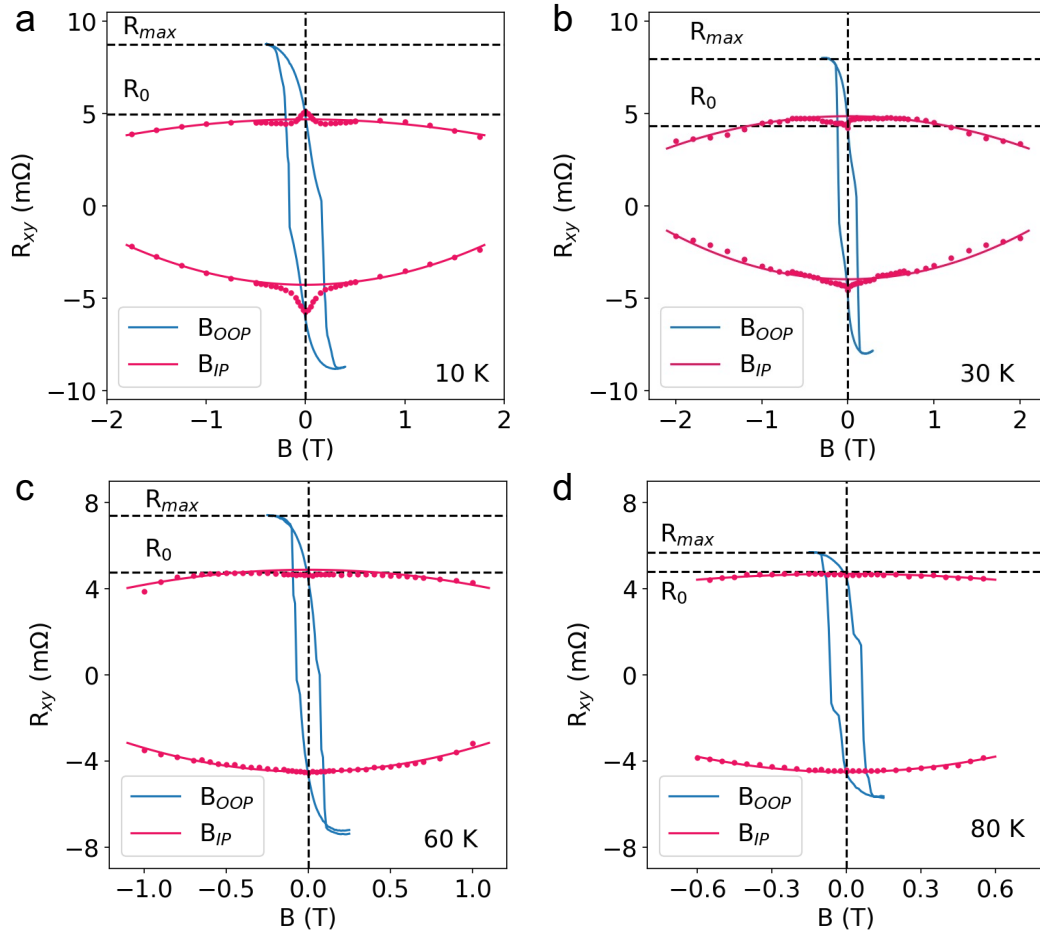 a
10
5
0
−5
−10
R_xy (mΩ)
R_max
R_0
B_OOP
B_IP
10 K
−2
−1
0
1
2
B (T)
b
10
5
0
−5
−10
R_xy (mΩ)
R_max
R_0
B_OOP
B_IP
30 K
−2
−1
0
1
2
B (T)
c
8
4
0
−4
−8
R_xy (mΩ)
R_max
R_0
B_OOP
B_IP
60 K
−1.0
−0.5
0.0
0.5
1.0
B (T)
d
8
4
0
−4
−8
R_xy (mΩ)
R_max
R_0
B_OOP
B_IP
80 K
−0.6
−0.3
0.0
0.3
0.6
B (T)